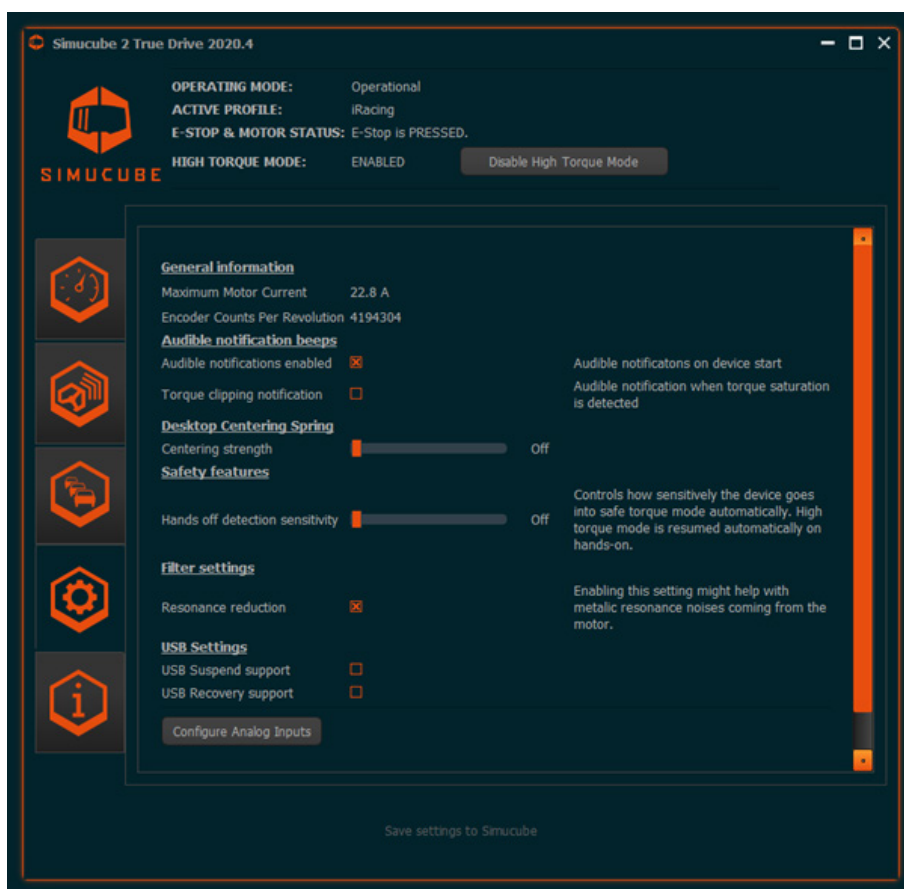 Simucube 2 True Drive 2020.4
OPERATING MODE: Operational
ACTIVE PROFILE: iRacing
E-STOP & MOTOR STATUS: E-Stop is PRESSED.
HIGH TORQUE MODE: ENABLED Disable High Torque Mode
SIMUCUBE
General information
Maximum Motor Current 22.8 A
Encoder Counts Per Revolution 4194304
Audible notification beeps
Audible notifications enabled Audible notificatons on device start
Torque clipping notification Audible notification when torque saturation
is detected
Desktop Centering Spring
Centering strength Off
Safety features
Hands off detection sensitivity Off Controls how sensitively the device goes
into safe torque mode automatically. High
torque mode is resumed automatically on
hands-on.
Filter settings
Resonance reduction Enabling this setting might help with
metalic resonance noises coming from the
motor.
USB Settings
USB Suspend support
USB Recovery support
Configure Analog Inputs
Save settings to Simucube